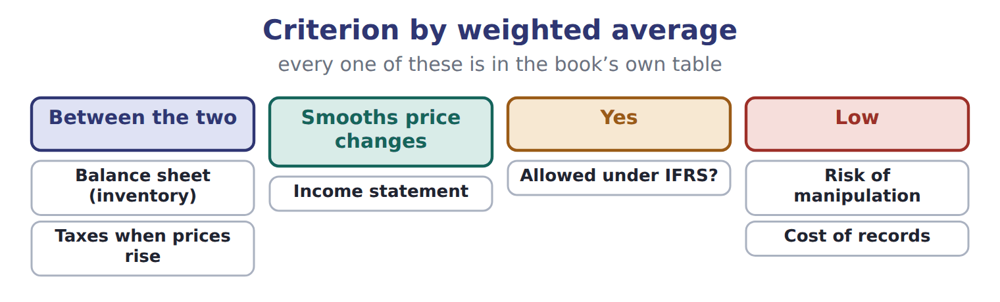 Criterion by weighted average
every one of these is in the book’s own table
Between the two
Balance sheet
(inventory)
Taxes when prices
rise
Smooths price
changes
Income statement
Yes
Allowed under IFRS?
Low
Risk of
manipulation
Cost of records